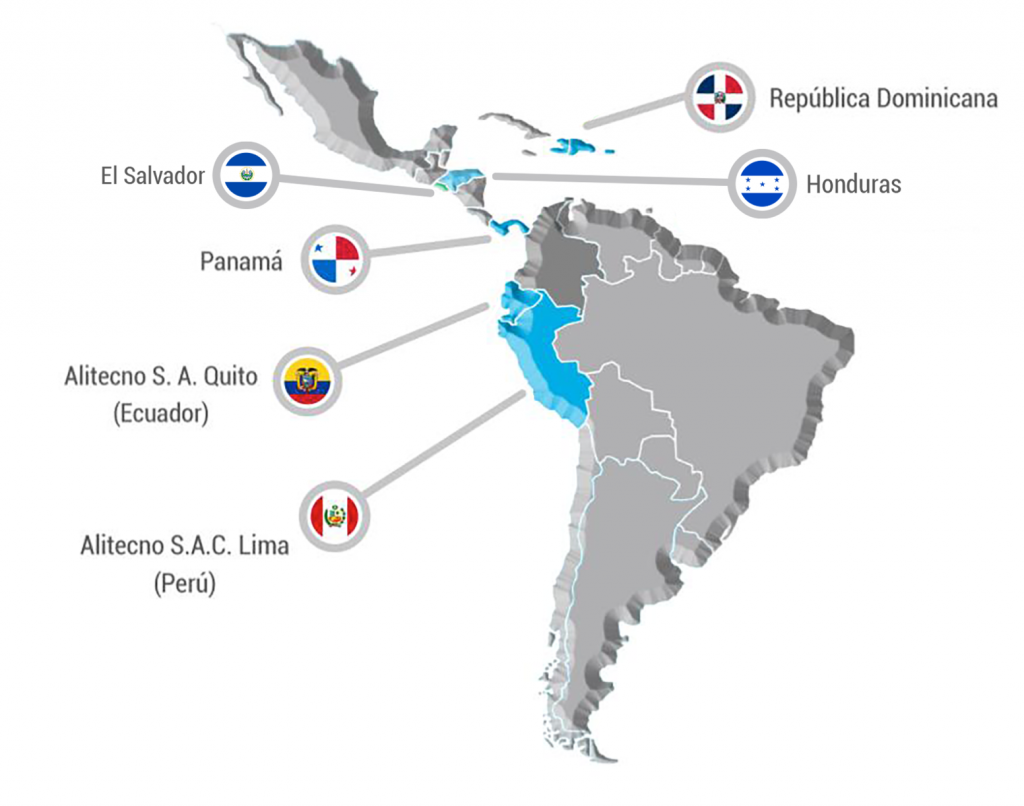 República Dominicana
El Salvador
Honduras
Panamá
Alitecno S. A. Quito
(Ecuador)
Alitecno S.A.C. Lima
(Perú)